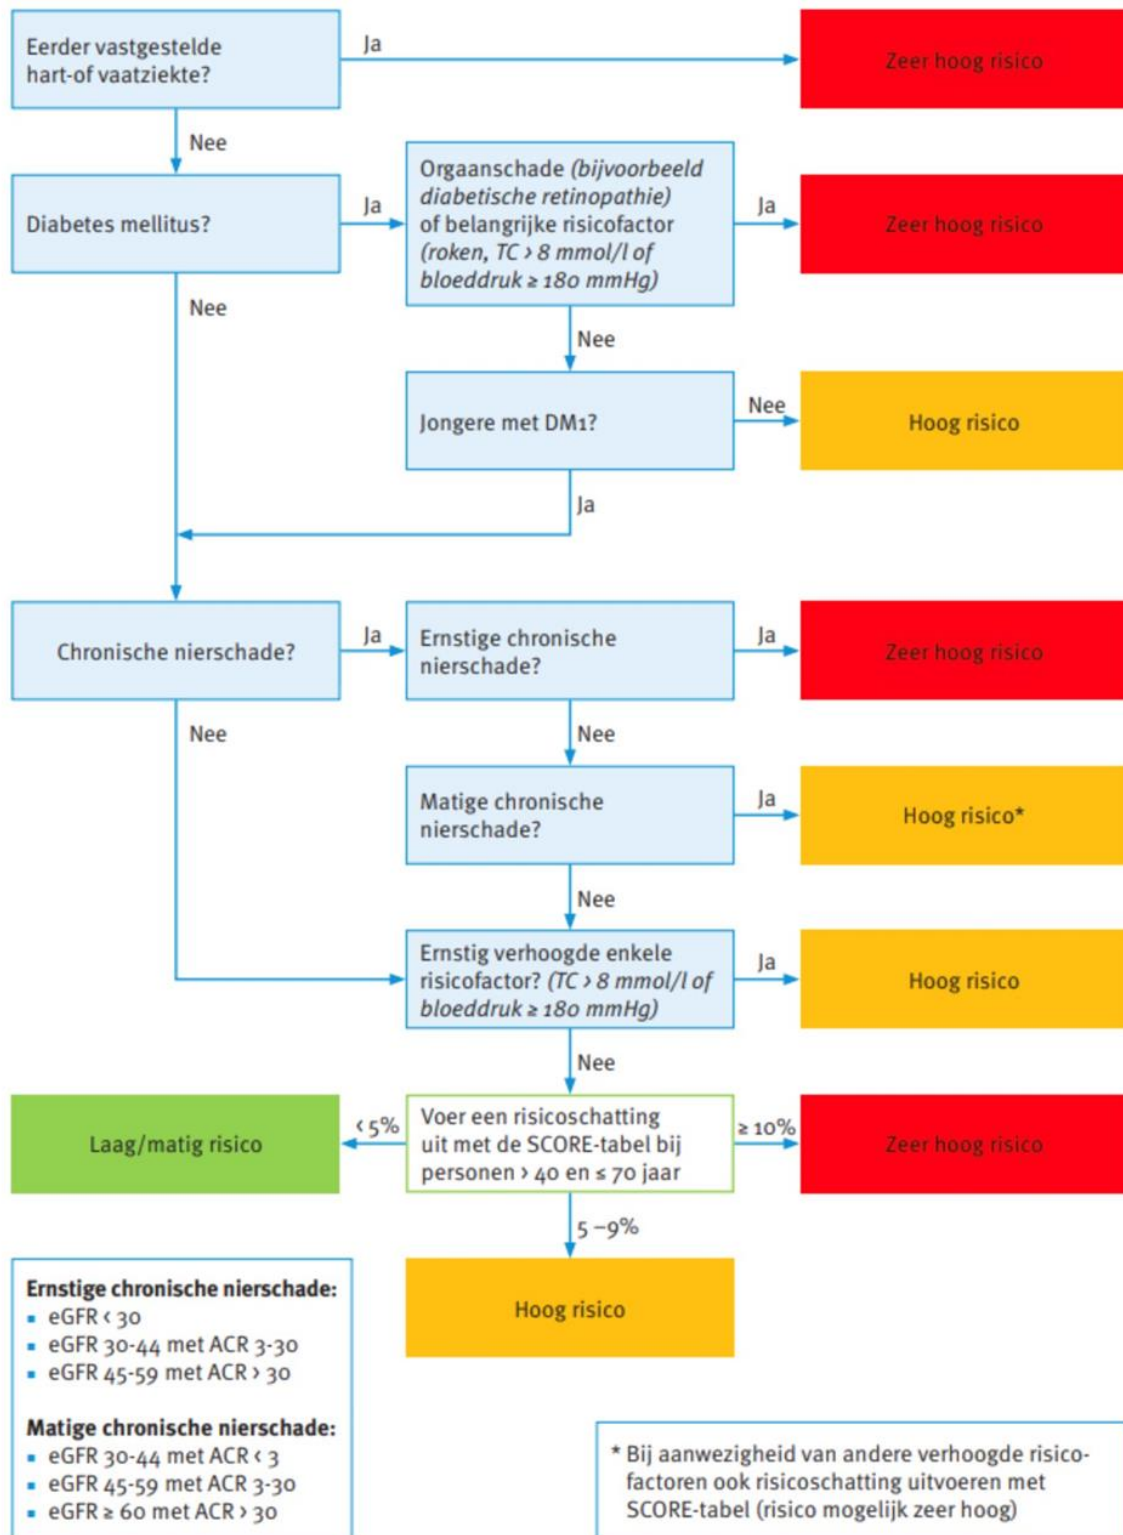 Eerder vastgestelde
hart-of vaatziekte?
Ja
Zeer hoog risico
Nee
Diabetes mellitus?
Ja
Orgaanschade (bijvoorbeeld
diabetische retinopathie)
of belangrijke risicofactor
(roken, TC > 8 mmol/l of
bloeddruk ≥ 180 mmHg)
Ja
Zeer hoog risico
Nee
Nee
Jongere met DM1?
Nee
Hoog risico
Ja
Chronische nierschade?
Ja
Ernstige chronische
nierschade?
Ja
Zeer hoog risico
Nee
Nee
Matige chronische
nierschade?
Ja
Hoog risico*
Nee
Ernstig verhoogde enkele
risicofactor? (TC > 8 mmol/l of
bloeddruk ≥ 180 mmHg)
Ja
Hoog risico
Nee
Laag/matig risico
< 5%
Voer een risicoschatting
uit met de SCORE-tabel bij
personen > 40 en ≤ 70 jaar
≥ 10%
Zeer hoog risico
5 –9%
Hoog risico
Ernstige chronische nierschade:
▪ eGFR < 30
▪ eGFR 30-44 met ACR 3-30
▪ eGFR 45-59 met ACR > 30
Matige chronische nierschade:
▪ eGFR 30-44 met ACR < 3
▪ eGFR 45-59 met ACR 3-30
▪ eGFR ≥ 60 met ACR > 30
* Bij aanwezigheid van andere verhoogde risico-
factoren ook risicoschatting uitvoeren met
SCORE-tabel (risico mogelijk zeer hoog)